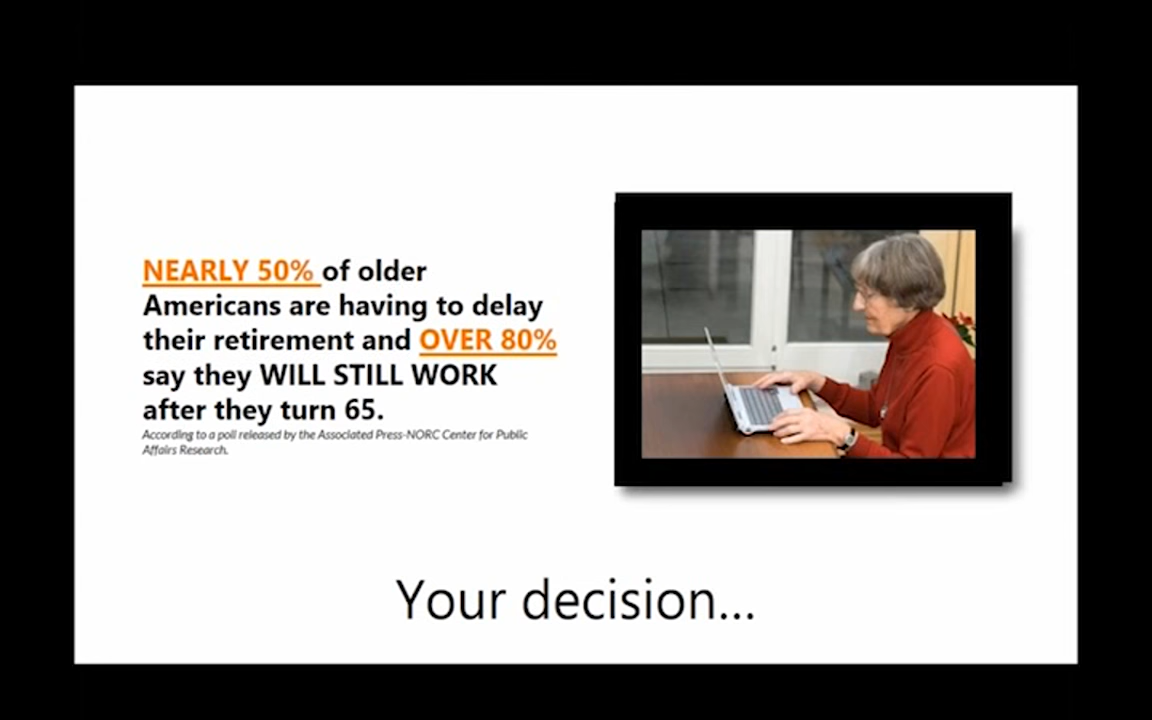 NEARLY 50% of older
Americans are having to delay
their retirement and OVER 80%
say they WILL STILL WORK
after they turn 65.
According to a poll released by the Associated Press-NORC Center for Public
Affairs Research.
Your decision...